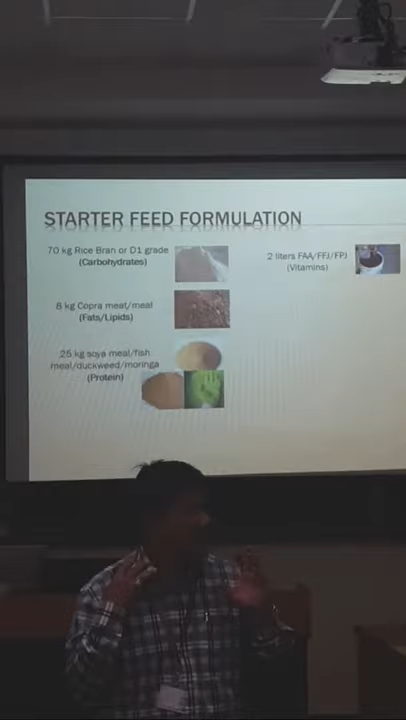 STARTER FEED FORMULATION
70 kg Rice Bran or D1 grade
(Carbohydrates)
8 kg Copra meat/meal
(Fats/Lipids)
25 kg soya meal/fish
meal/duckweed/moringa
(Protein)
2 liters FAA/FFJ/FPJ
(Vitamins)